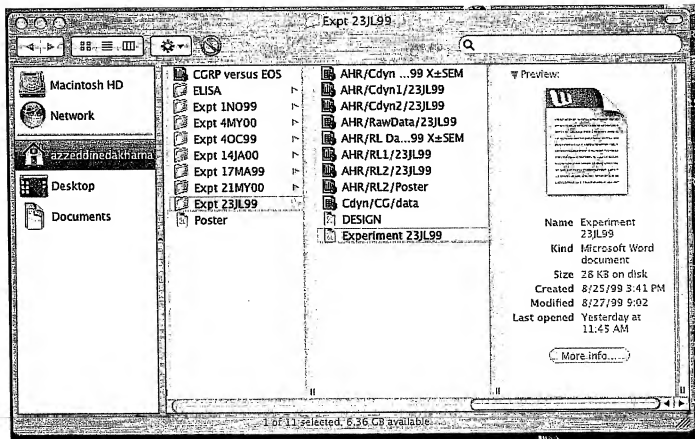 Expt 23JL99
Macintosh HD
Network
azzeddinedakhama
Desktop
Documents
CGRP versus EOS
ELISA
Expt 1NO99
Expt 4MY00
Expt 4OC99
Expt 14JA00
Expt 17MA99
Expt 21MY00
Expt 23JL99
Poster
AHR/Cdyn ...99 X±SEM
AHR/Cdyn1/23JL99
AHR/Cdyn2/23JL99
AHR/RawData/23JL99
AHR/RL Da...99 X±SEM
AHR/RL1/23JL99
AHR/RL2/23JL99
AHR/RL2/Poster
Cdyn/CG/data
DESIGN
Experiment 23JL99
Preview:
W
Name Experiment
23JL99
Kind Microsoft Word
document
Size 28 KB on disk
Created 8/25/99 3:41 PM
Modified 8/27/99 9:02
Last opened Yesterday at
11:45 AM
More info...
1 of 11 selected, 6.36 GB available